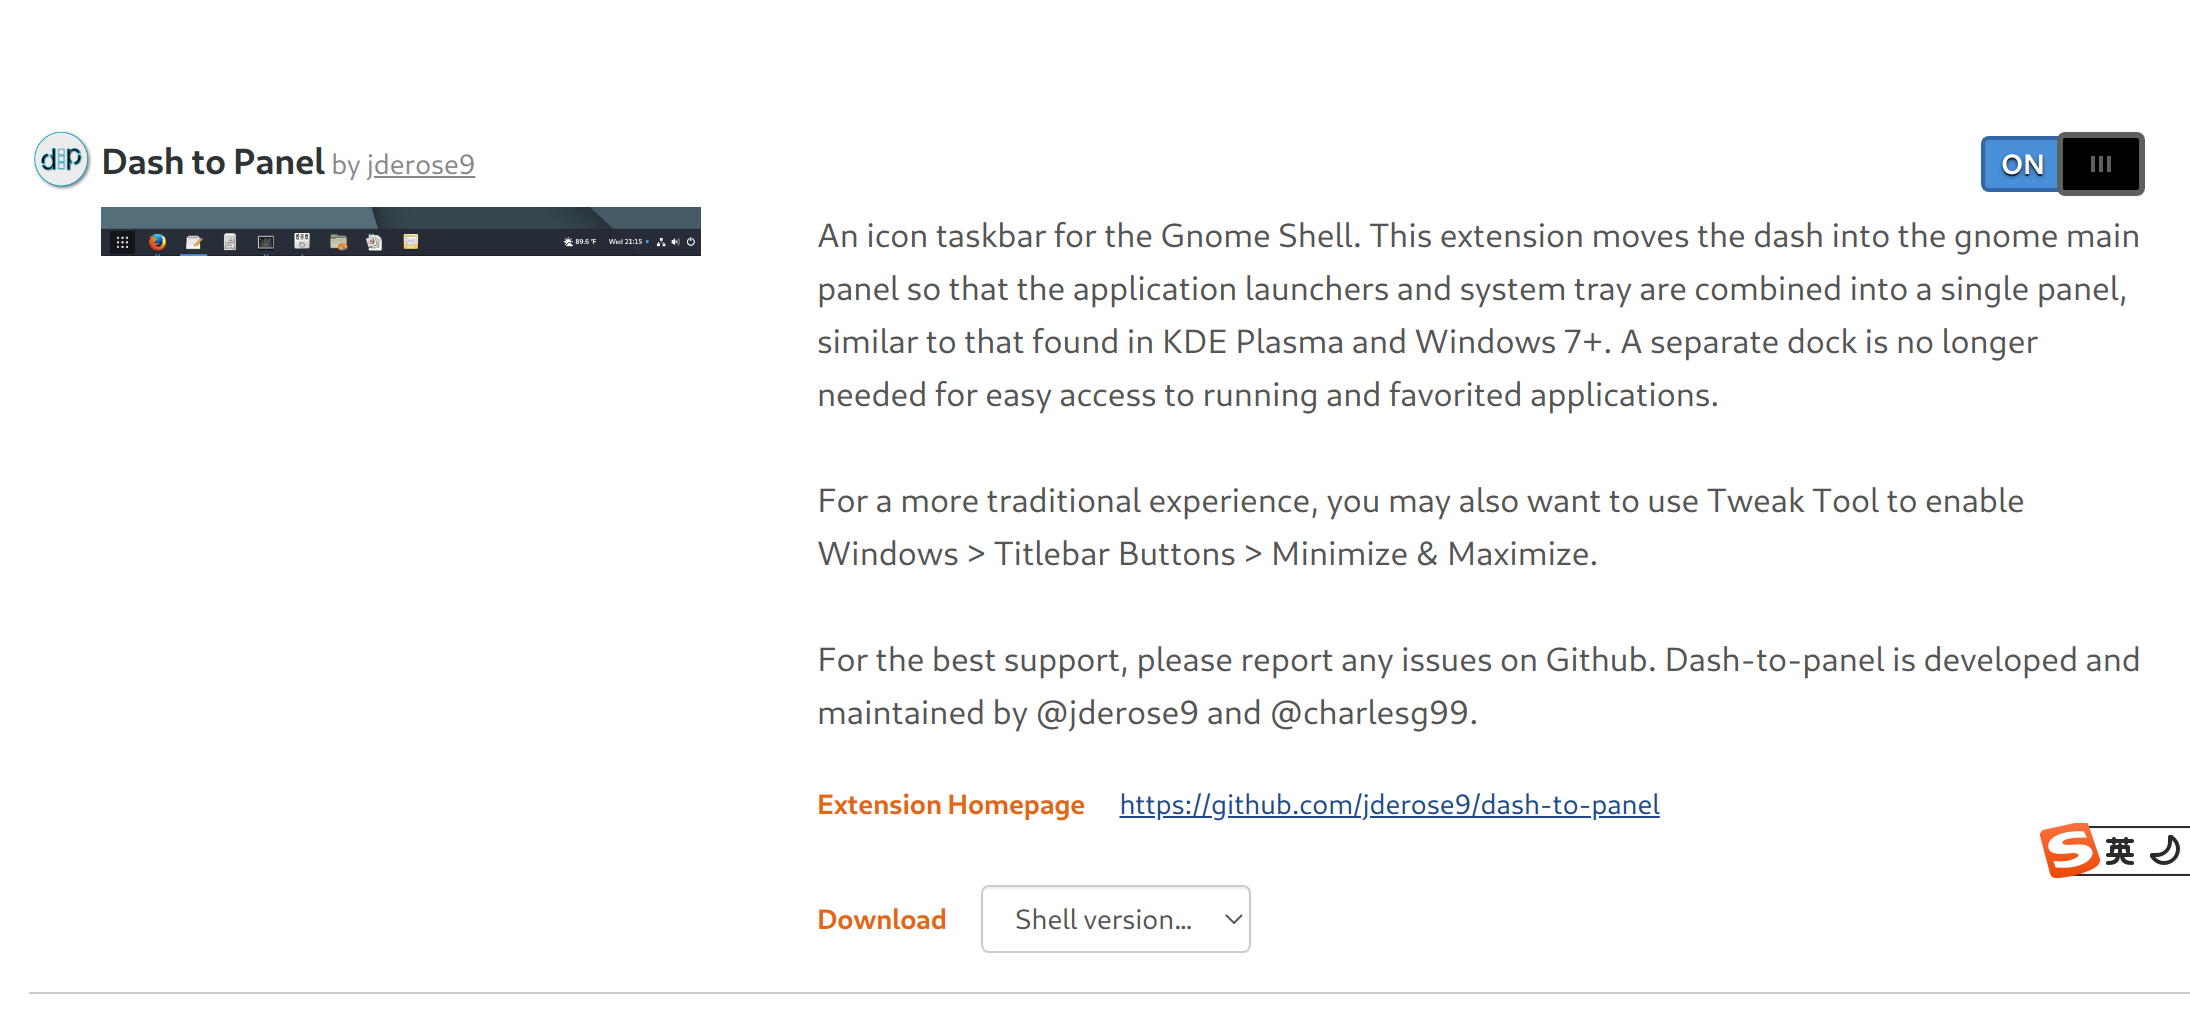 d p Dash to Panel by jderose9
ON
89.6 °F Wed 21:15
An icon taskbar for the Gnome Shell. This extension moves the dash into the gnome main
panel so that the application launchers and system tray are combined into a single panel,
similar to that found in KDE Plasma and Windows 7+. A separate dock is no longer
needed for easy access to running and favorited applications.
For a more traditional experience, you may also want to use Tweak Tool to enable
Windows > Titlebar Buttons > Minimize & Maximize.
For the best support, please report any issues on Github. Dash-to-panel is developed and
maintained by @jderose9 and @charlesg99.
Extension Homepage https://github.com/jderose9/dash-to-panel
S 英
Download Shell version...